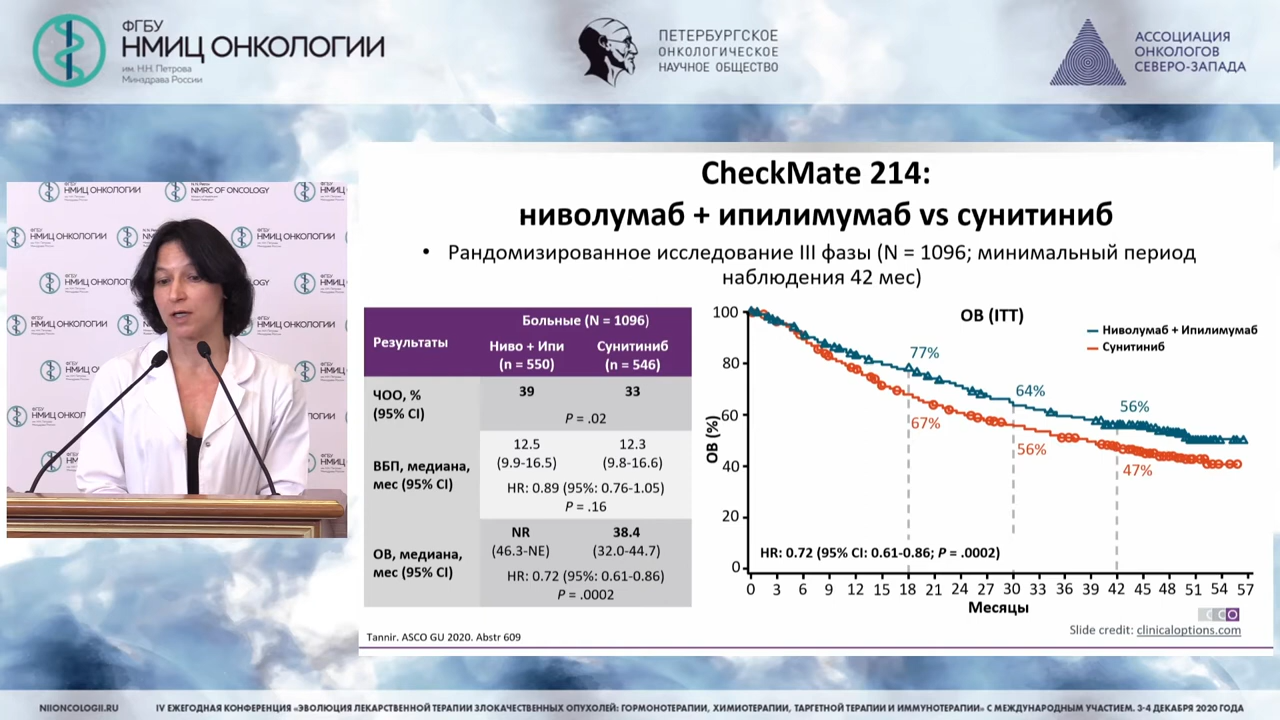 ФГБУ
НМИЦ ОНКОЛОГИИ
им. Н.Н. Петрова
Минздрава России
ПЕТЕРБУРГСКОЕ
ОНКОЛОГИЧЕСКОЕ
НАУЧНОЕ ОБЩЕСТВО
АССОЦИАЦИЯ
ОНКОЛОГОВ
СЕВЕРО-ЗАПАДА
ФГБУ
НМИЦ ОНКОЛОГИИ
NMRC OF ONCOLOGY
CheckMate 214:
ниволумаб + ипилимумаб vs сунитиниб
• Рандомизированное исследование III фазы (N = 1096; минимальный период
наблюдения 42 мес)
Результаты
Больные (N = 1096)
Ниво + Ипи
(n = 550)
Сунитиниб
(n = 546)
ЧОО, %
(95% CI)
39
33
P = .02
ВБП, медиана,
мес (95% CI)
12.5
(9.9-16.5)
12.3
(9.8-16.6)
HR: 0.89 (95%: 0.76-1.05)
P = .16
ОВ, медиана,
мес (95% CI)
NR
(46.3-NE)
38.4
(32.0-44.7)
HR: 0.72 (95%: 0.61-0.86)
P = .0002
ОВ (ITT)
Ниволумаб + Ипилимумаб
Сунитиниб
ОВ (%)
100
80
60
40
20
0
77%
67%
64%
56%
56%
47%
HR: 0.72 (95% CI: 0.61-0.86; P = .0002)
0 3 6 9 12 15 18 21 24 27 30 33 36 39 42 45 48 51 54 57
Месяцы
CCO
Tannir. ASCO GU 2020. Abstr 609
Slide credit: clinicaloptions.com
NIIONCOLOGII.RU
IV ЕЖЕГОДНАЯ КОНФЕРЕНЦИЯ «ЭВОЛЮЦИЯ ЛЕКАРСТВЕННОЙ ТЕРАПИИ ЗЛОКАЧЕСТВЕННЫХ ОПУХОЛЕЙ: ГОРМОНОТЕРАПИИ, ХИМИОТЕРАПИИ, ТАРГЕТНОЙ ТЕРАПИИ И ИММУНОТЕРАПИИ» С МЕЖДУНАРОДНЫМ УЧАСТИЕМ. 3-4 ДЕКАБРЯ 2020 ГОДА